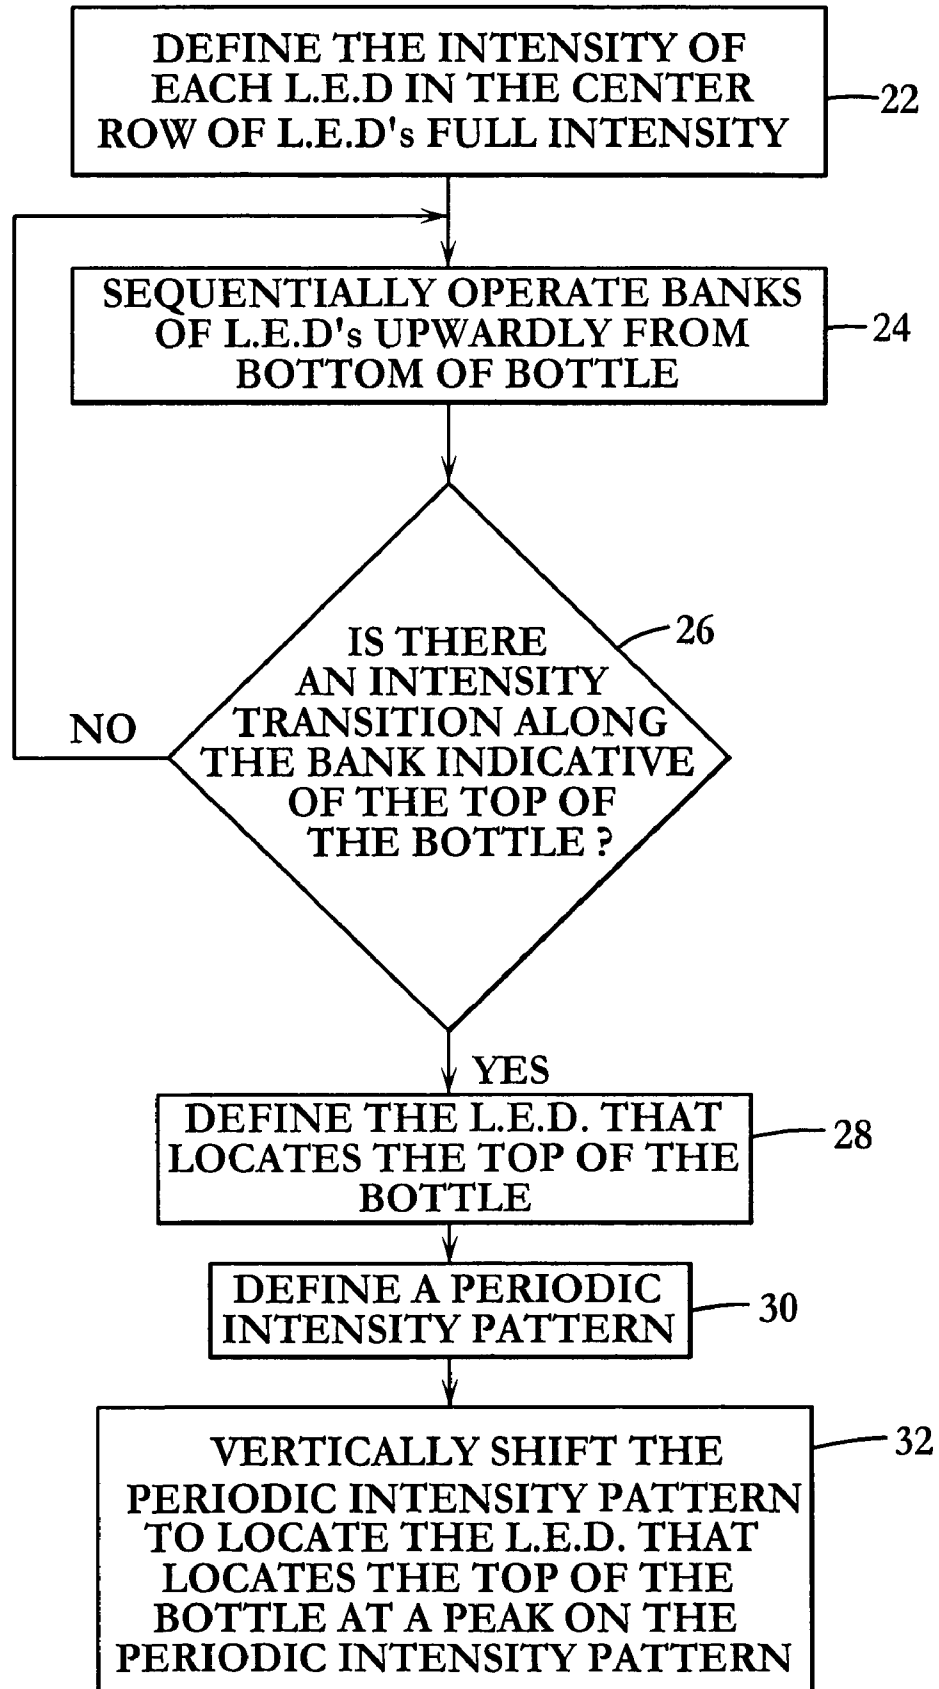 DEFINE THE INTENSITY OF
EACH L.E.D IN THE CENTER
ROW OF L.E.D's FULL INTENSITY
22
SEQUENTIALLY OPERATE BANKS
OF L.E.D's UPWARDLY FROM
BOTTOM OF BOTTLE
24
IS THERE
AN INTENSITY
TRANSITION ALONG
THE BANK INDICATIVE
OF THE TOP OF
THE BOTTLE ?
26
NO
YES
DEFINE THE L.E.D. THAT
LOCATES THE TOP OF THE
BOTTLE
28
DEFINE A PERIODIC
INTENSITY PATTERN
30
VERTICALLY SHIFT THE
PERIODIC INTENSITY PATTERN
TO LOCATE THE L.E.D. THAT
LOCATES THE TOP OF THE
BOTTLE AT A PEAK ON THE
PERIODIC INTENSITY PATTERN
32